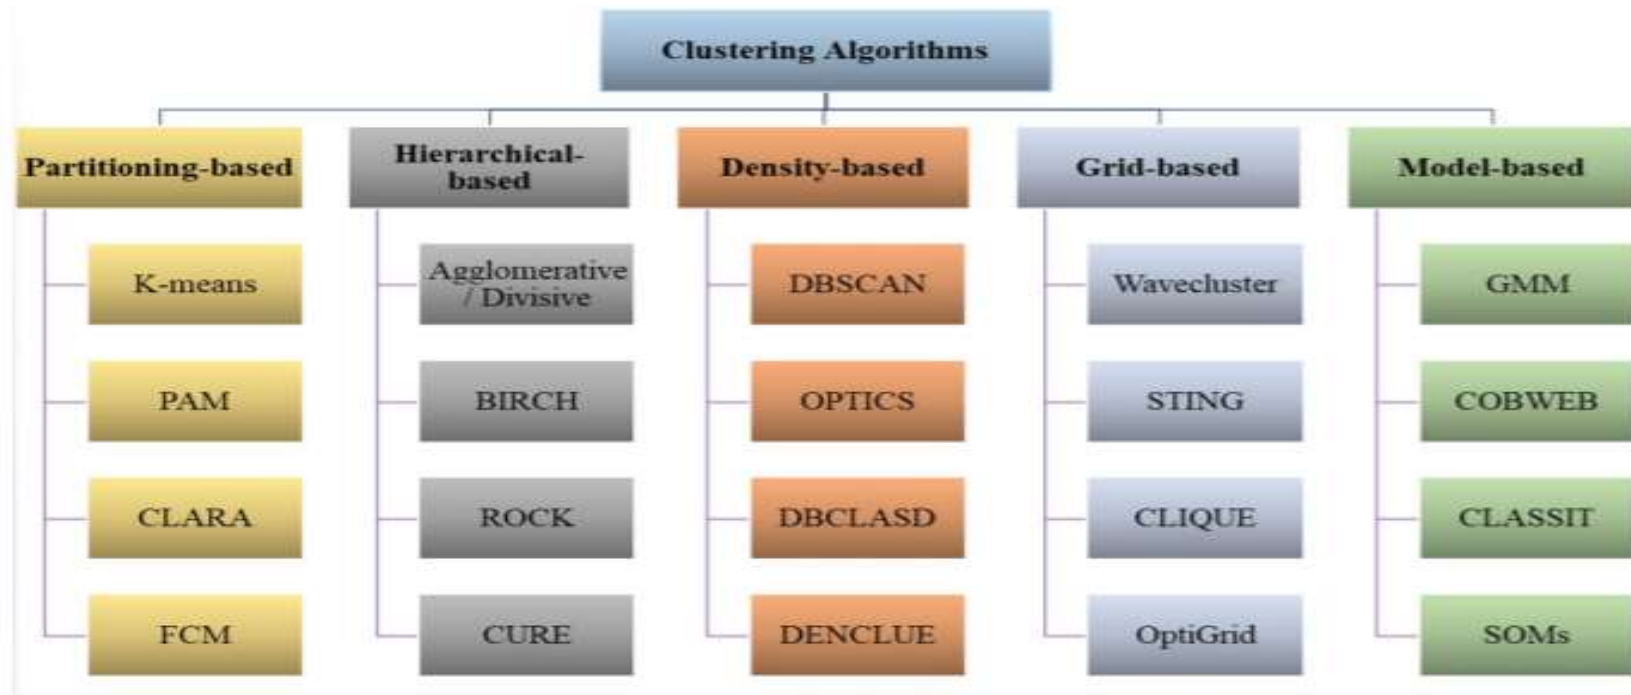 Clustering Algorithms
Partitioning-based
Hierarchical-
based
Density-based
Grid-based
Model-based
K-means
Agglomerative
/ Divisive
DBSCAN
Wavecluster
GMM
PAM
BIRCH
OPTICS
STING
COBWEB
CLARA
ROCK
DBCLASD
CLIQUE
CLASSIT
FCM
CURE
DENCLUE
OptiGrid
SOMs